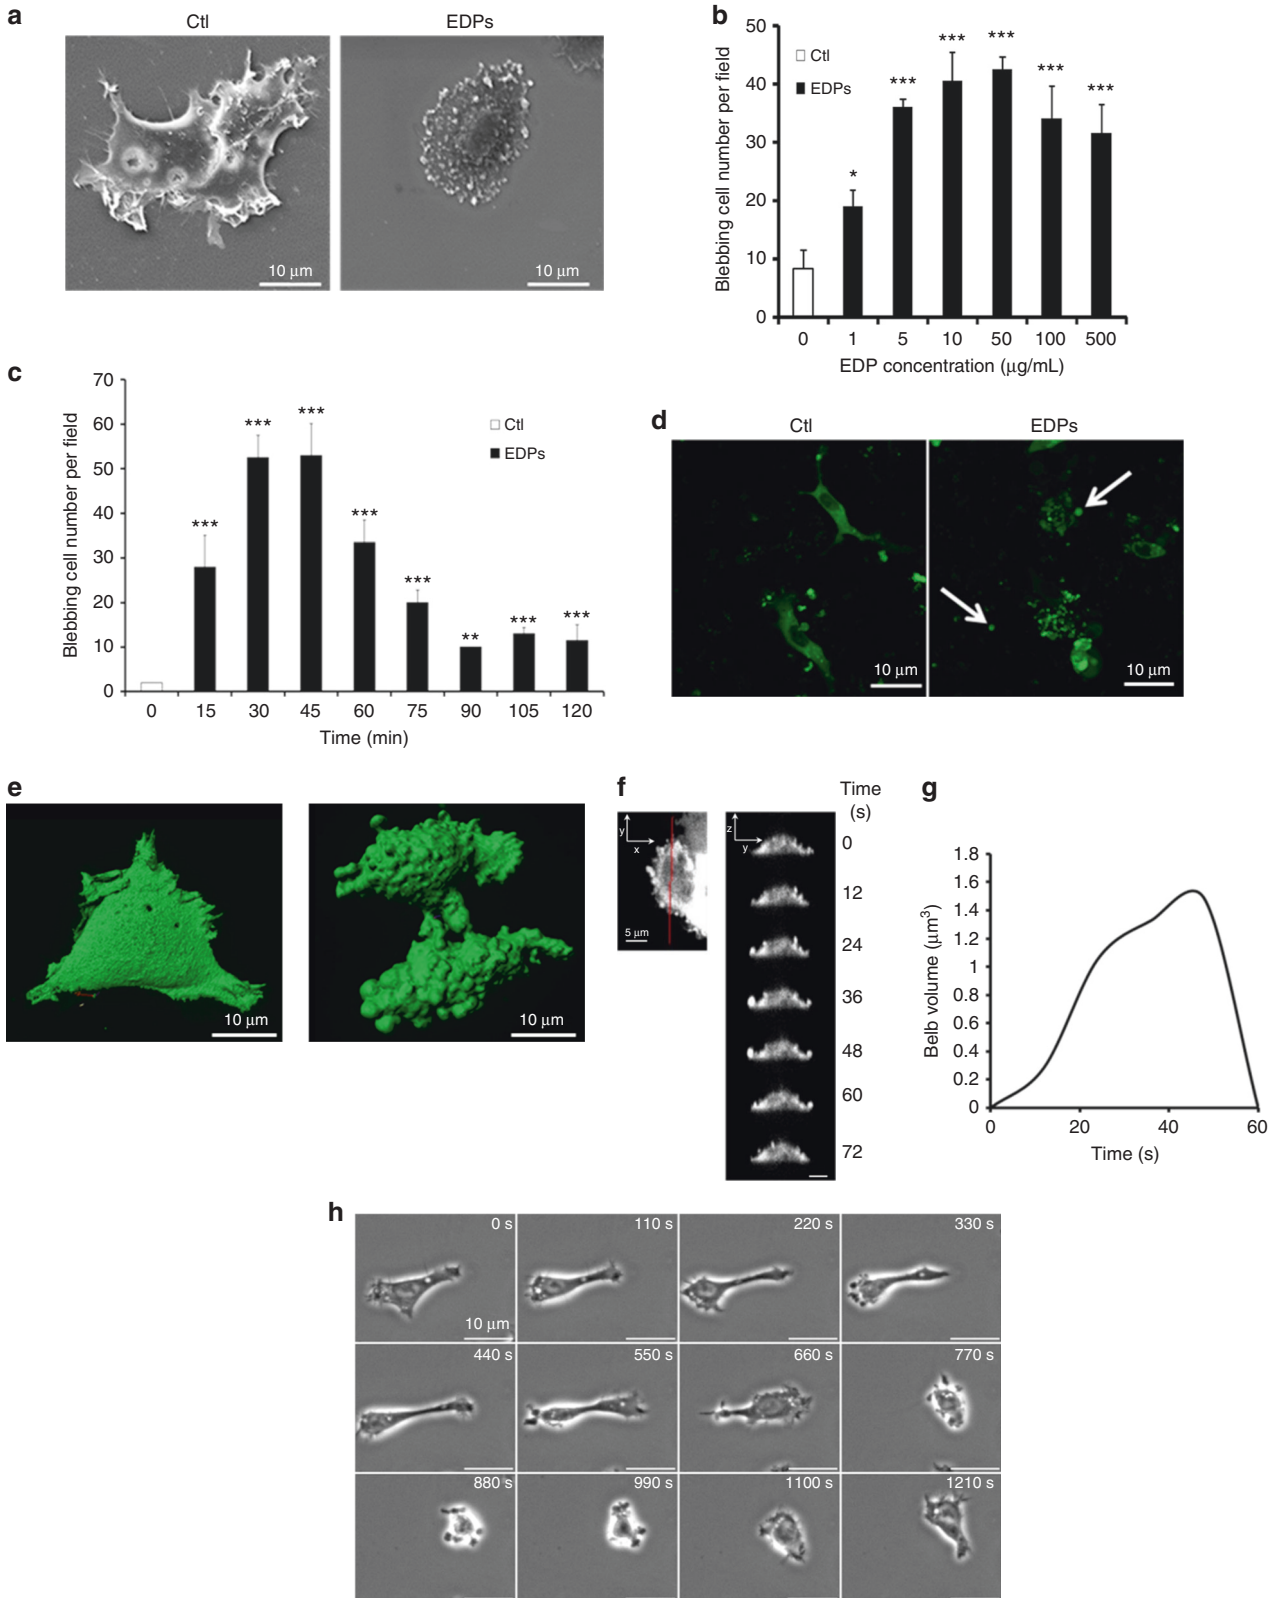 a
Ctl
EDPs
10 μm
10 μm
b
Blebbing cell number per field
50
40
30
20
10
0
Ctl
EDPs
*
***
***
***
***
***
0 1 5 10 50 100 500
EDP concentration (μg/mL)
c
Blebbing cell number per field
70
60
50
40
30
20
10
0
Ctl
EDPs
***
***
***
***
***
**
***
***
0 15 30 45 60 75 90 105 120
Time (min)
d
Ctl
EDPs
10 μm
10 μm
e
10 μm
10 μm
f
y
x
5 μm
z
y
Time
(s)
0
12
24
36
48
60
72
g
Belb volume (μm³)
1.8
1.6
1.4
1.2
1
0.8
0.6
0.4
0.2
0
0 20 40 60
Time (s)
h
0 s
110 s
220 s
330 s
10 μm
440 s
550 s
660 s
770 s
880 s
990 s
1100 s
1210 s